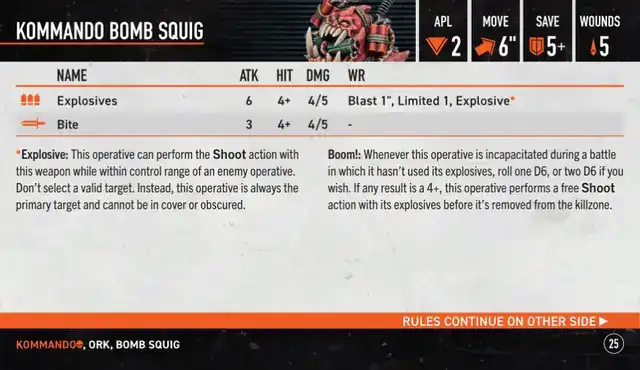 KOMMANDO BOMB SQUIG
APL MOVE SAVE WOUNDS
2 6" 5+ 5
NAME ATK HIT DMG WR
Explosives 6 4+ 4/5 Blast 1", Limited 1, Explosive*
Bite 3 4+ 4/5 -
*Explosive: This operative can perform the Shoot action with
this weapon while within control range of an enemy operative.
Don't select a valid target. Instead, this operative is always the
primary target and cannot be in cover or obscured.
Boom!: Whenever this operative is incapacitated during a battle
in which it hasn't used its explosives, roll one D6, or two D6 if you
wish. If any result is a 4+, this operative performs a free Shoot
action with its explosives before it's removed from the killzone.
RULES CONTINUE ON OTHER SIDE
KOMMANDO, ORK, BOMB SQUIG
25